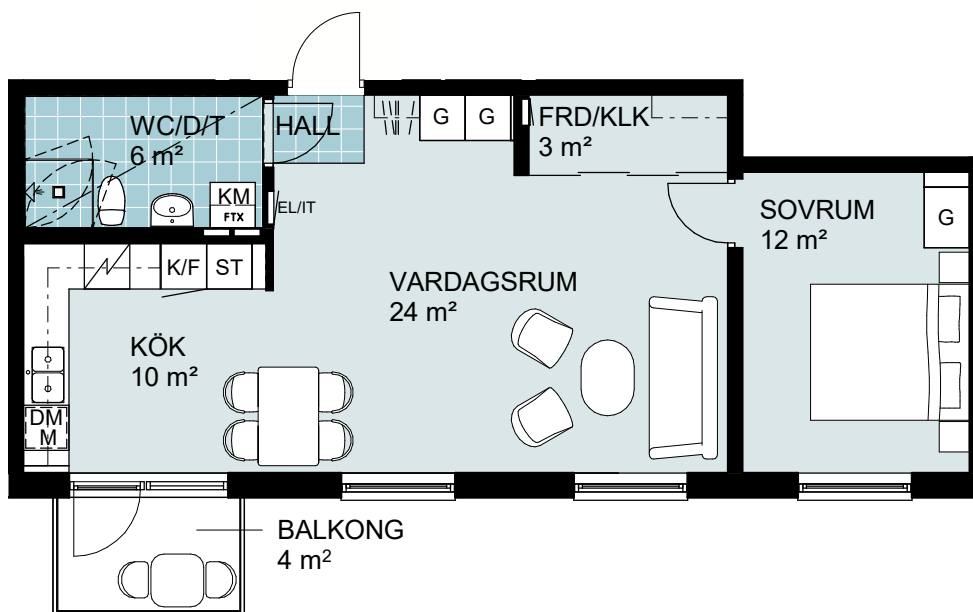 WC/D/T
6 m²
HALL
G G
FRD/KLK
3 m²
KM
FTX
EL/IT
SOVRUM
12 m²
G
K/F ST
VARDAGSRUM
24 m²
KÖK
10 m²
DM
M
BALKONG
4 m²